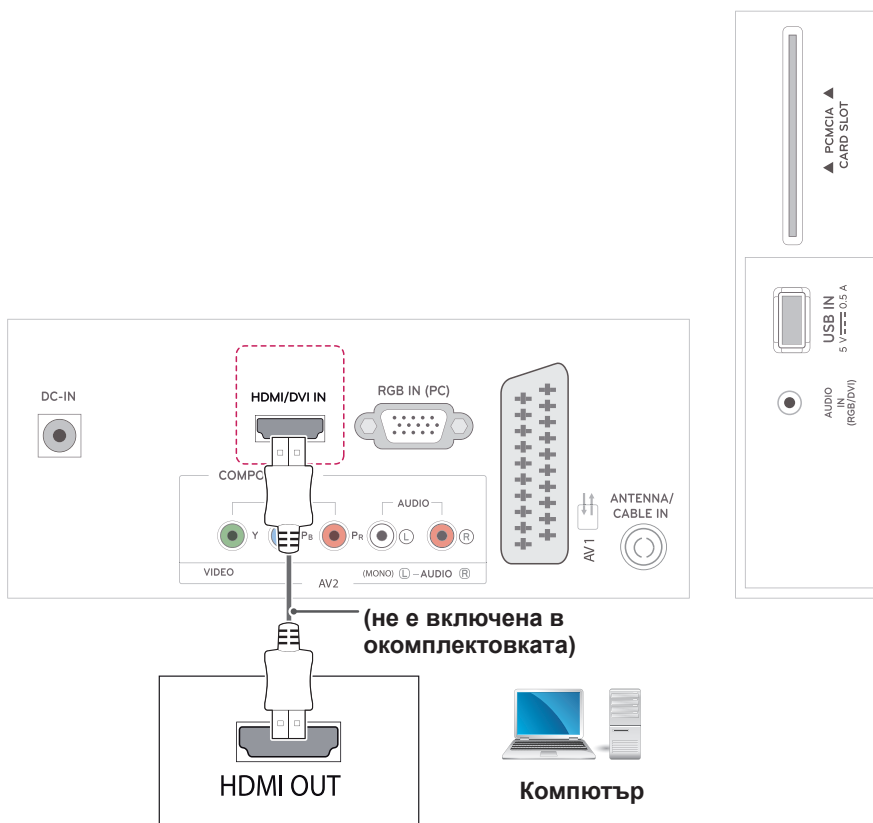 PCMCIA
CARD SLOT
USB IN
5 V 0.5 A
AUDIO
IN
(RGB/DVI)
DC-IN
HDMI/DVI IN
RGB IN (PC)
COMPO
AUDIO
Y
PB
PR
L
R
VIDEO
AV2
(MONO) L – AUDIO R
AV1
ANTENNA/
CABLE IN
(не е включена в
окомплектовката)
HDMI OUT
Компютър